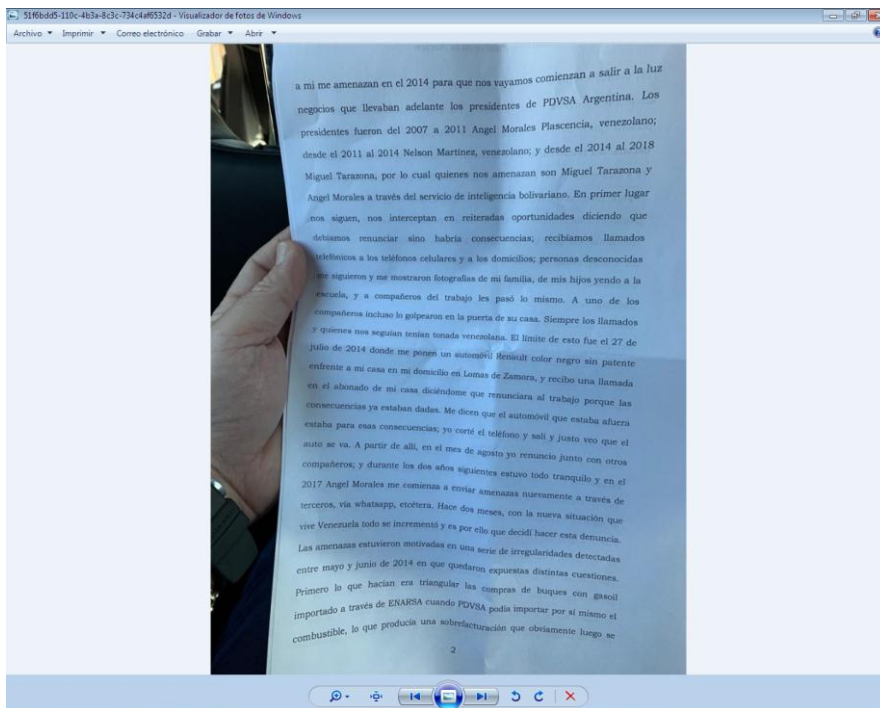 51f6bdd5-110c-4b3a-8c3c-734c4af6532d - Visualizador de fotos de Windows
Archivo Imprimir Correo electrónico Grabar Abrir
a mi me amenazan en el 2014 para que nos vayamos comienzan a salir a la luz
negocios que llevaban adelante los presidentes de PDVSA Argentina. Los
presidentes fueron del 2007 a 2011 Angel Morales Plascencia, venezolano;
desde el 2011 al 2014 Nelson Martínez, venezolano; y desde el 2014 al 2018
Miguel Tarazona, por lo cual quienes nos amenazan son Miguel Tarazona y
Angel Morales a través del servicio de inteligencia bolivariano. En primer lugar
nos siguen, nos interceptan en reiteradas oportunidades diciendo que
debíamos renunciar sino habría consecuencias; recibíamos llamados
telefónicos a los teléfonos celulares y a los domicilios; personas desconocidas
me siguieron y me mostraron fotografías de mi familia, de mis hijos yendo a la
escuela, y a compañeros del trabajo les pasó lo mismo. A uno de los
compañeros incluso lo golpearon en la puerta de su casa. Siempre los llamados
y quienes nos seguían tenían tonada venezolana. El límite de esto fue el 27 de
julio de 2014 donde me ponen un automóvil Renault color negro sin patente
enfrente a mi casa en mi domicilio en Lomas de Zamora, y recibo una llamada
en el abonado de mi casa diciéndome que renunciara al trabajo porque las
consecuencias ya estaban dadas. Me dicen que el automóvil que estaba afuera
estaba para esas consecuencias; yo corté el teléfono y salí y justo veo que el
auto se va. A partir de allí, en el mes de agosto yo renuncio junto con otros
compañeros; y durante los dos años siguientes estuvo todo tranquilo y en el
2017 Angel Morales me comienza a enviar amenazas nuevamente a través de
terceros, vía whatsapp, etcétera. Hace dos meses, con la nueva situación que
vive Venezuela todo se incrementó y es por ello que decidí hacer esta denuncia.
Las amenazas estuvieron motivadas en una serie de irregularidades detectadas
entre mayo y junio de 2014 en que quedaron expuestas distintas cuestiones.
Primero lo que hacían era triangular las compras de buques con gasoil
importado a través de ENARSA cuando PDVSA podía importar por sí mismo el
combustible, lo que producía una sobrefacturación que obviamente luego se
2